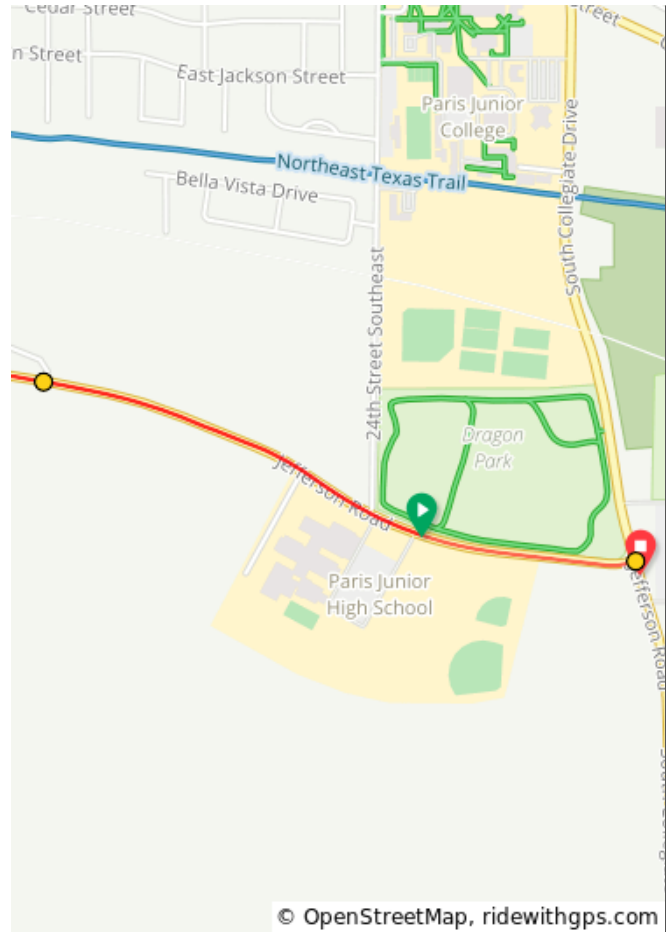 Cedar Street
Street
n Street
East Jackson Street
Paris Junior
College
Northeast Texas Trail
Bella Vista Drive
South Collegiate Drive
24th Street Southeast
Dragon
Park
Jefferson Road
Paris Junior
High School
Jefferson Road
© OpenStreetMap, ridewithgps.com